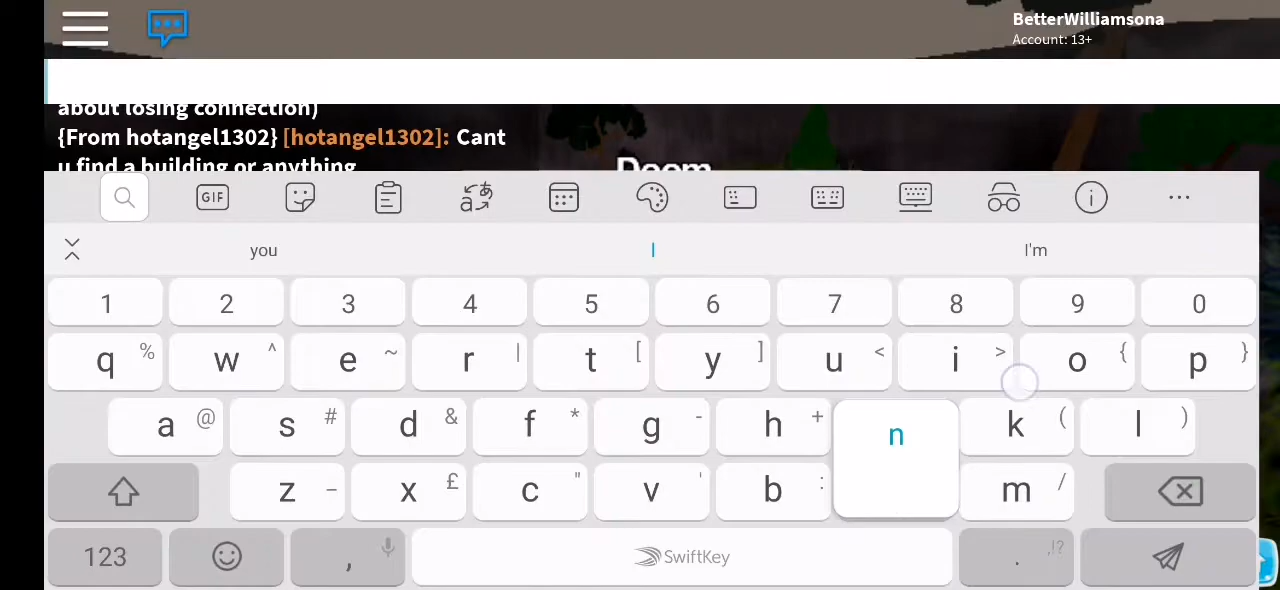 BetterWilliamsona
Account: 13+
about losing connection)
{From hotangel1302} [hotangel1302]: Cant
u find a building or anything
Doom
GIF
you I I'm
1 2 3 4 5 6 7 8 9 0
q % w ^ e ~ r | t [ y ] u < i > o { p }
a @ s # d & f * g - h + n k ( l )
z _ x £ c " v ' b : m /
123 , SwiftKey . ,!?